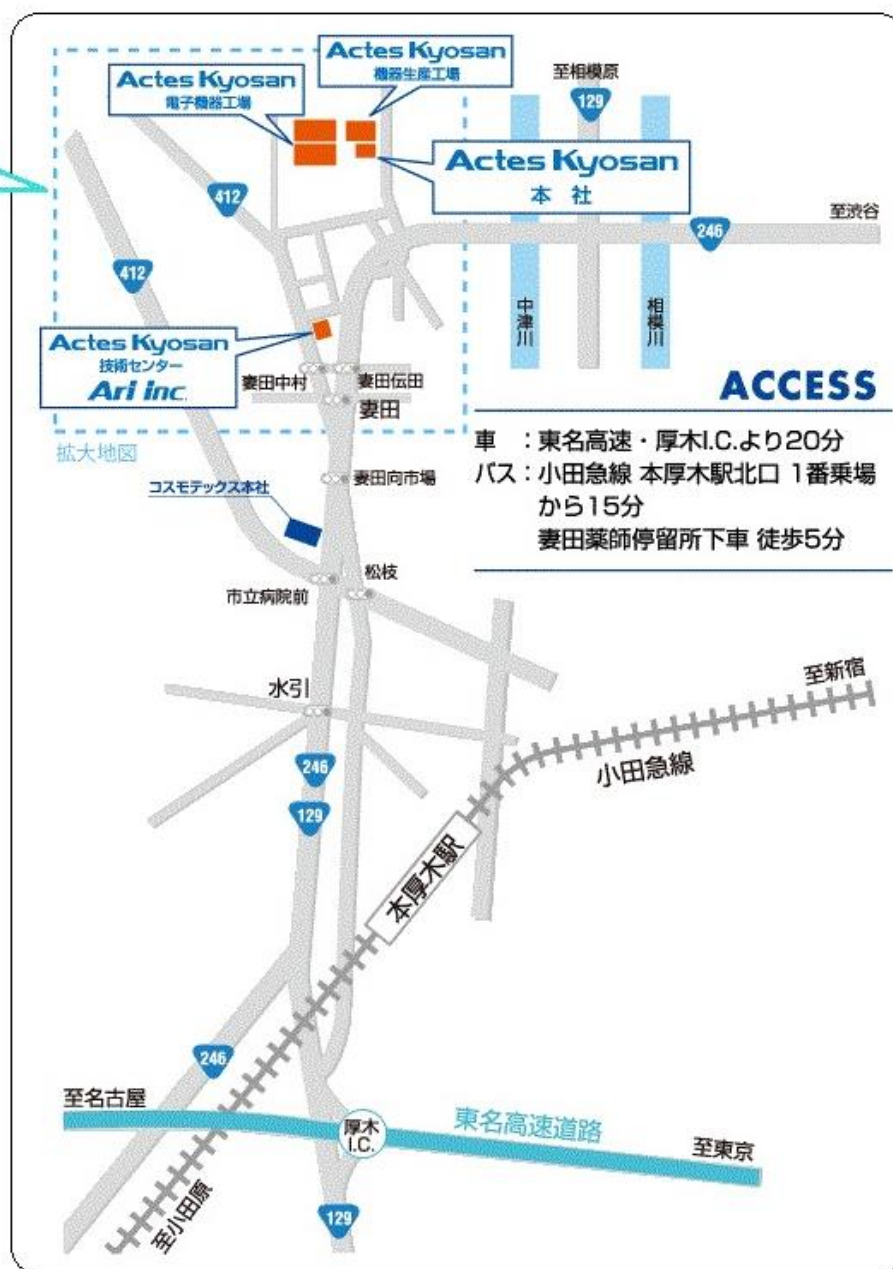 Actes Kyosan
機器生産工場
Actes Kyosan
電子機器工場
至相模原
129
Actes Kyosan
本 社
412
至渋谷
246
412
中津川
相模川
Actes Kyosan
技術センター
Ari inc.
妻田中村
妻田伝田
妻田
拡大地図
ACCESS
車 :東名高速・厚木I.C.より20分
バス:小田急線 本厚木駅北口 1番乗場
から15分
妻田薬師停留所下車 徒歩5分
妻田向市場
コスモテックス本社
市立病院前
松枝
水引
至新宿
小田急線
246
129
本厚木駅
246
至名古屋
厚木
I.C.
東名高速道路
至東京
至小田原
129